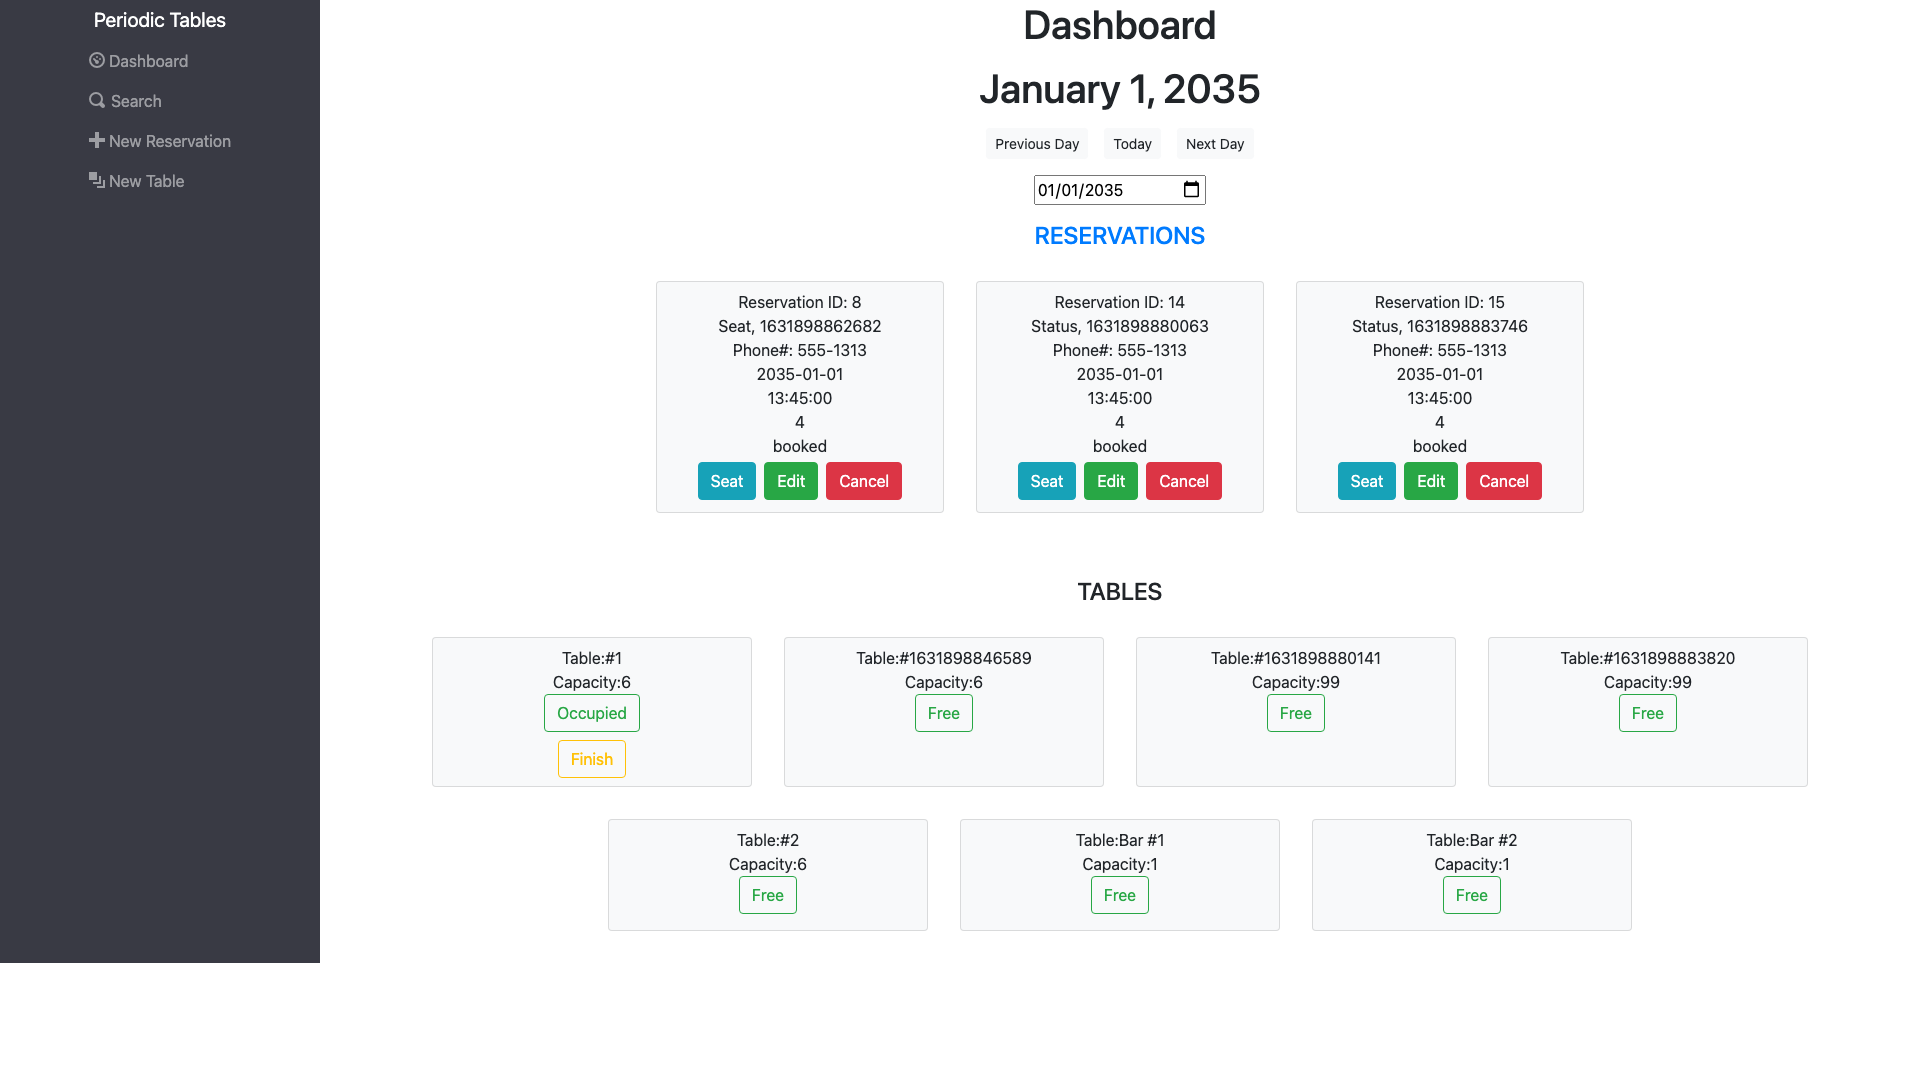 Periodic Tables
Dashboard
Search
New Reservation
New Table
Dashboard
January 1, 2035
Previous Day Today Next Day
01/01/2035
RESERVATIONS
Reservation ID: 8
Seat, 1631898862682
Phone#: 555-1313
2035-01-01
13:45:00
4
booked
Seat Edit Cancel
Reservation ID: 14
Status, 1631898880063
Phone#: 555-1313
2035-01-01
13:45:00
4
booked
Seat Edit Cancel
Reservation ID: 15
Status, 1631898883746
Phone#: 555-1313
2035-01-01
13:45:00
4
booked
Seat Edit Cancel
TABLES
Table:#1
Capacity:6
Occupied
Finish
Table:#1631898846589
Capacity:6
Free
Table:#1631898880141
Capacity:99
Free
Table:#1631898883820
Capacity:99
Free
Table:#2
Capacity:6
Free
Table:Bar #1
Capacity:1
Free
Table:Bar #2
Capacity:1
Free